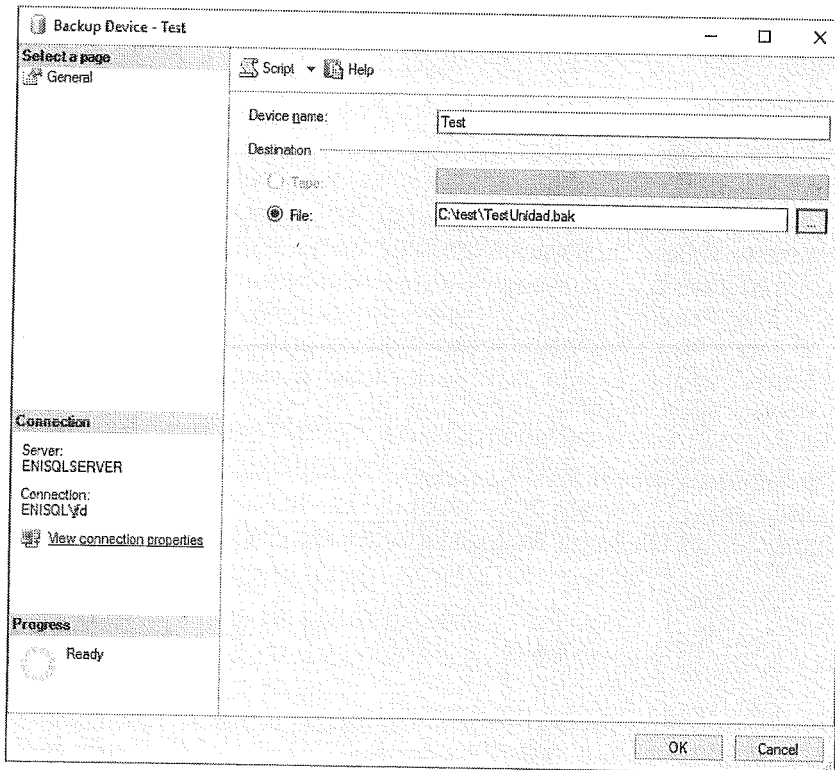 Backup Device - Test
Select a page
General
Script Help
Device name: Test
Destination
Tape:
File: C:\test\TestUnidad.bak ...
Connection
Server:
ENISQLSERVER
Connection:
ENISQL\jfd
View connection properties
Progress
Ready
OK Cancel